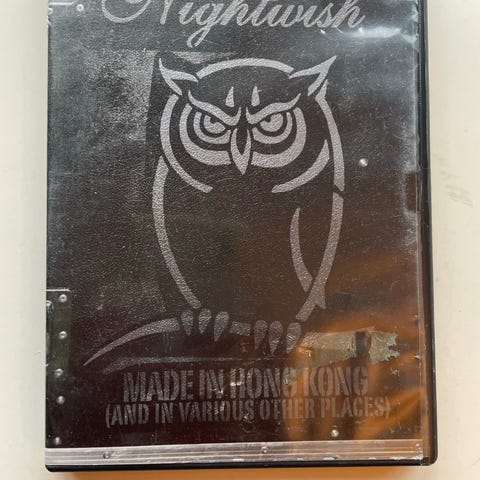 Nightwish
MADE IN HONG KONG
(AND IN VARIOUS OTHER PLACES)